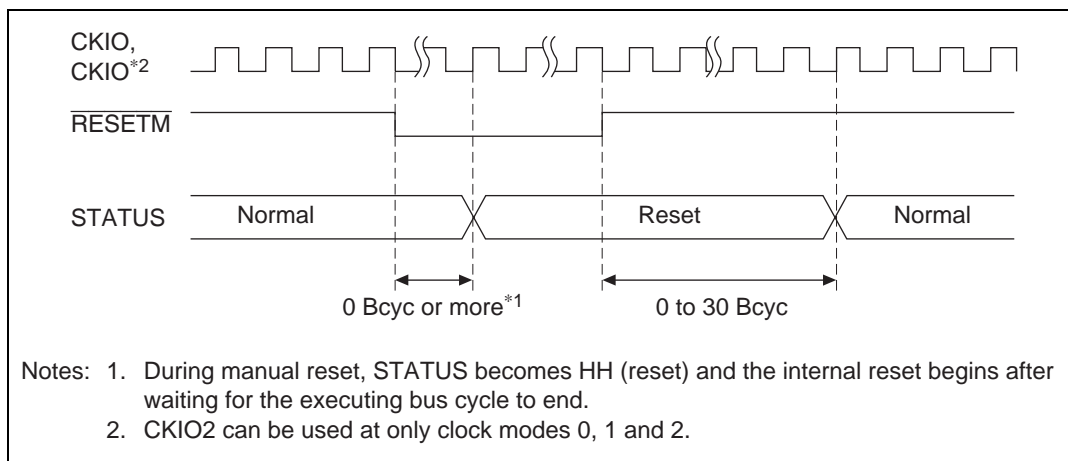 CKIO,
CKIO*2
RESETM
STATUS
Normal
Reset
Normal
0 Bcyc or more*1
0 to 30 Bcyc
Notes: 1. During manual reset, STATUS becomes HH (reset) and the internal reset begins after
waiting for the executing bus cycle to end.
2. CKIO2 can be used at only clock modes 0, 1 and 2.